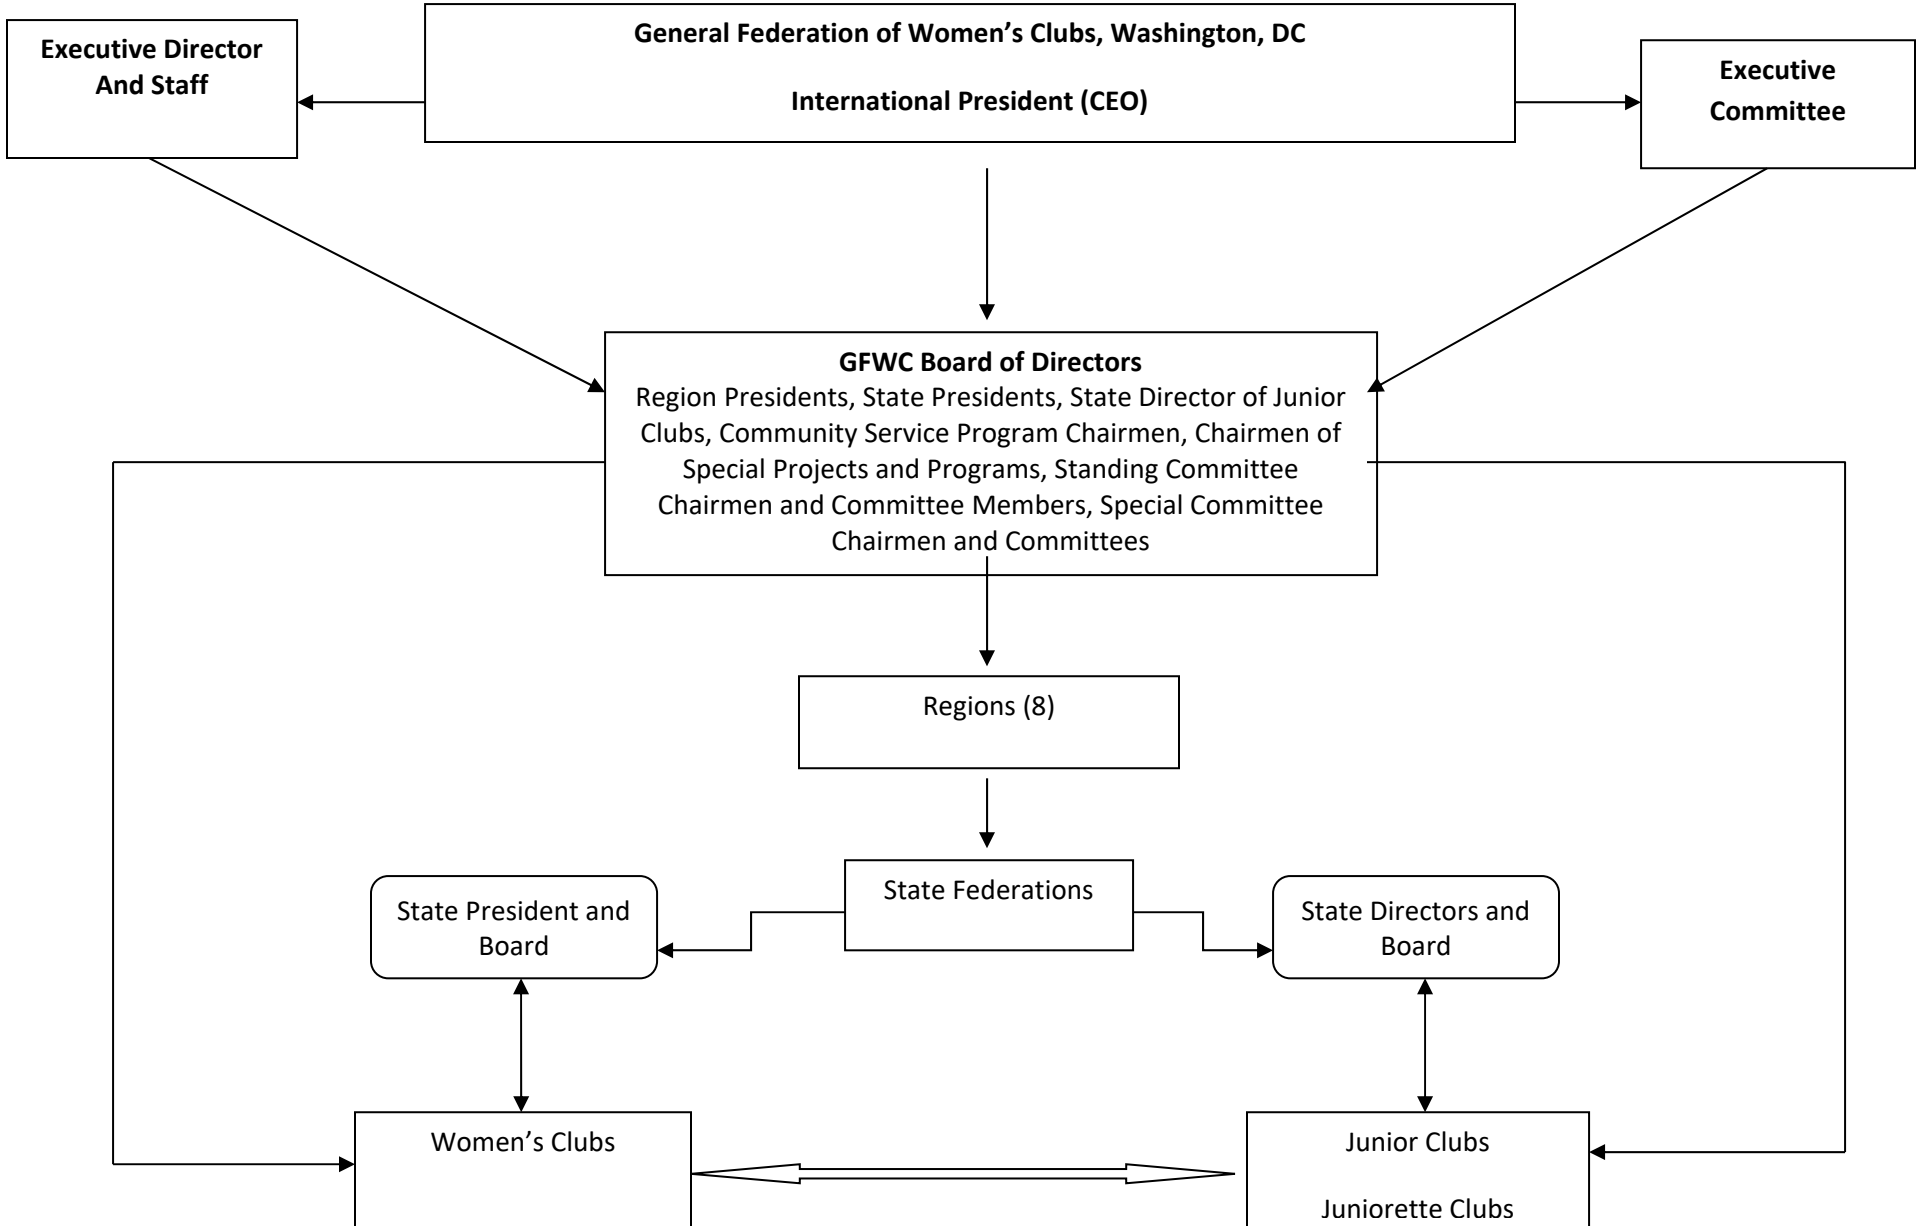 Executive Director
And Staff
General Federation of Women’s Clubs, Washington, DC
International President (CEO)
Executive
Committee
GFWC Board of Directors
Region Presidents, State Presidents, State Director of Junior
Clubs, Community Service Program Chairmen, Chairmen of
Special Projects and Programs, Standing Committee
Chairmen and Committee Members, Special Committee
Chairmen and Committees
Regions (8)
State Federations
State President and
Board
State Directors and
Board
Women’s Clubs
Junior Clubs
Juniorette Clubs